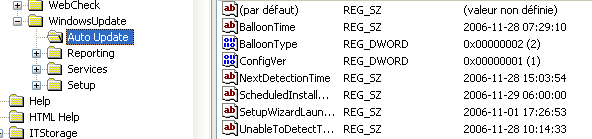 WebCheck
WindowsUpdate
Auto Update
Reporting
Services
Setup
Help
HTML Help
ITStorage
(par défaut) REG_SZ (valeur non définie)
BalloonTime REG_SZ 2006-11-28 07:29:10
BalloonType REG_DWORD 0x00000002 (2)
ConfigVer REG_DWORD 0x00000001 (1)
NextDetectionTime REG_SZ 2006-11-28 15:03:54
ScheduledInstall... REG_SZ 2006-11-29 06:00:00
SetupWizardLaun... REG_SZ 2006-11-01 17:26:53
UnableToDetectT... REG_SZ 2006-11-28 10:14:33